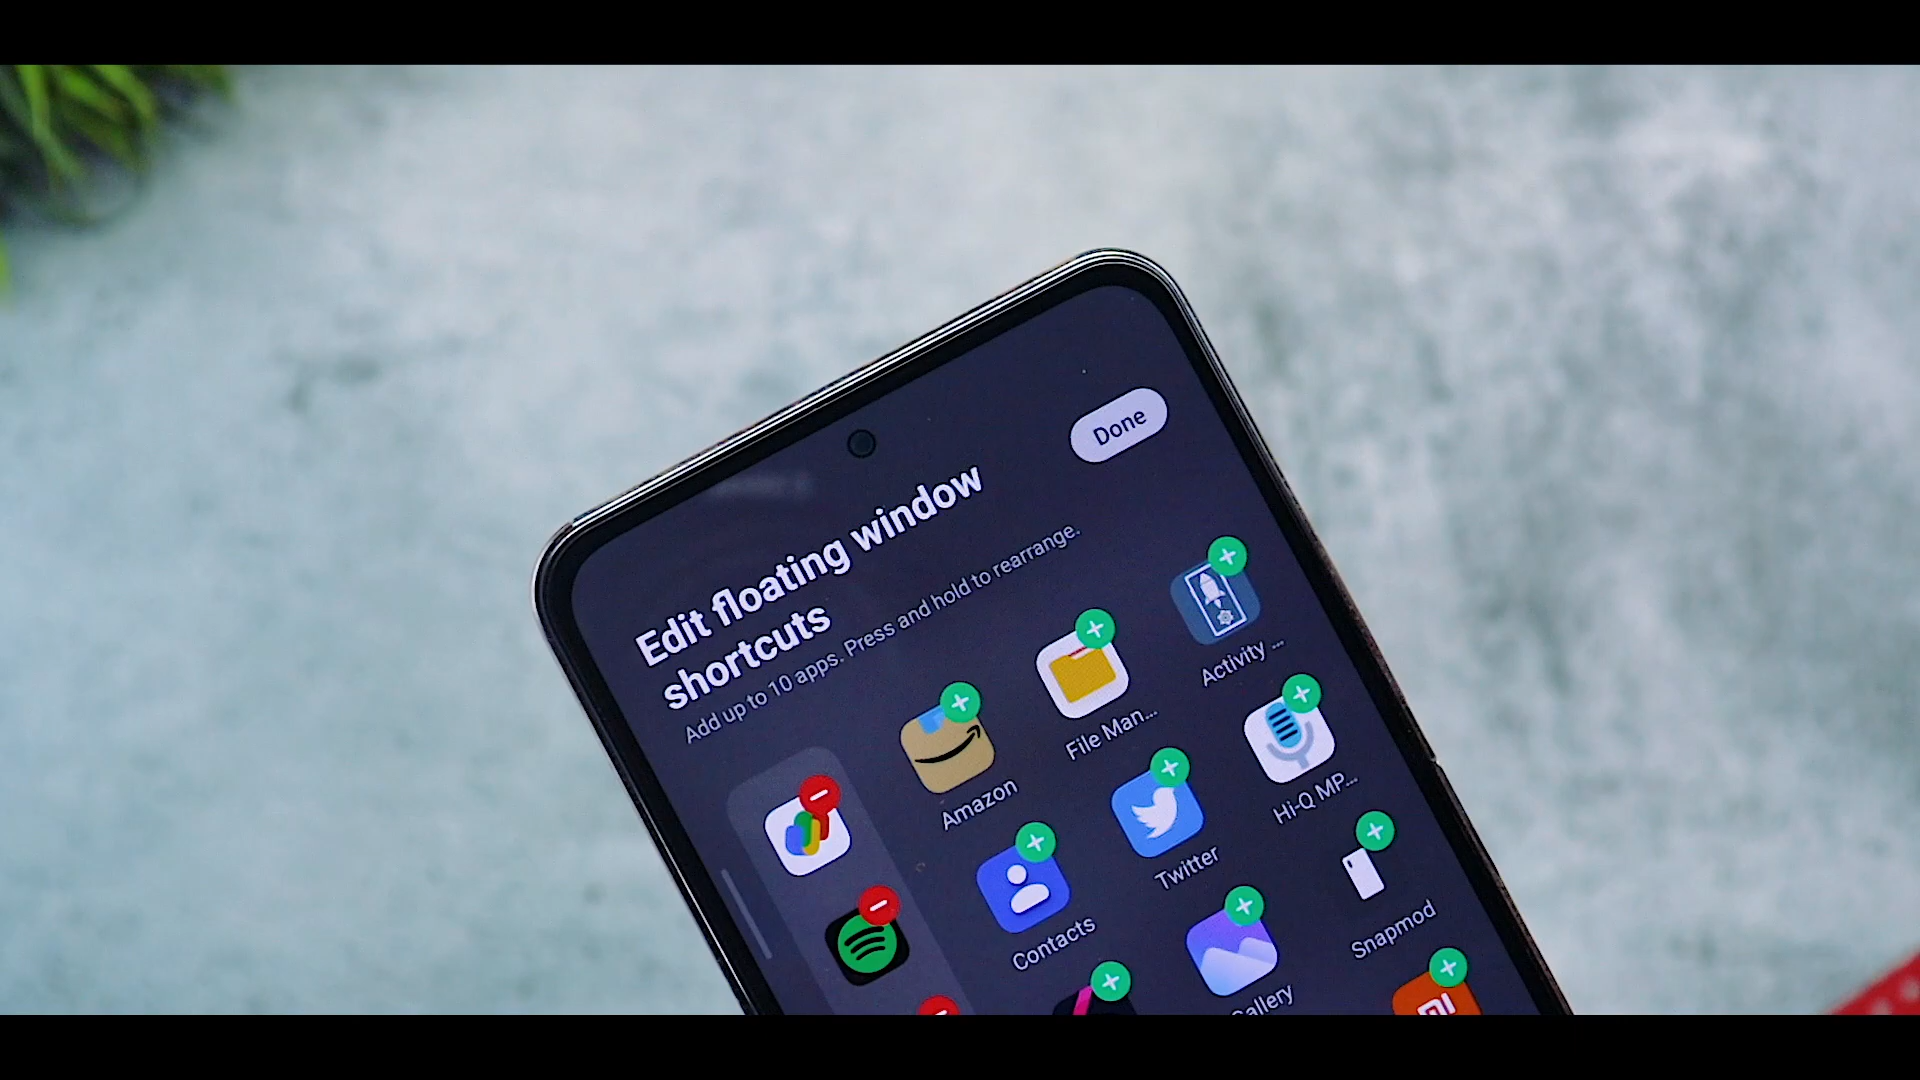 Done
Edit floating window
shortcuts
Add up to 10 apps. Press and hold to rearrange.
Amazon
File Man...
Activity ...
Contacts
Twitter
Hi-Q MP...
Gallery
Snapmod